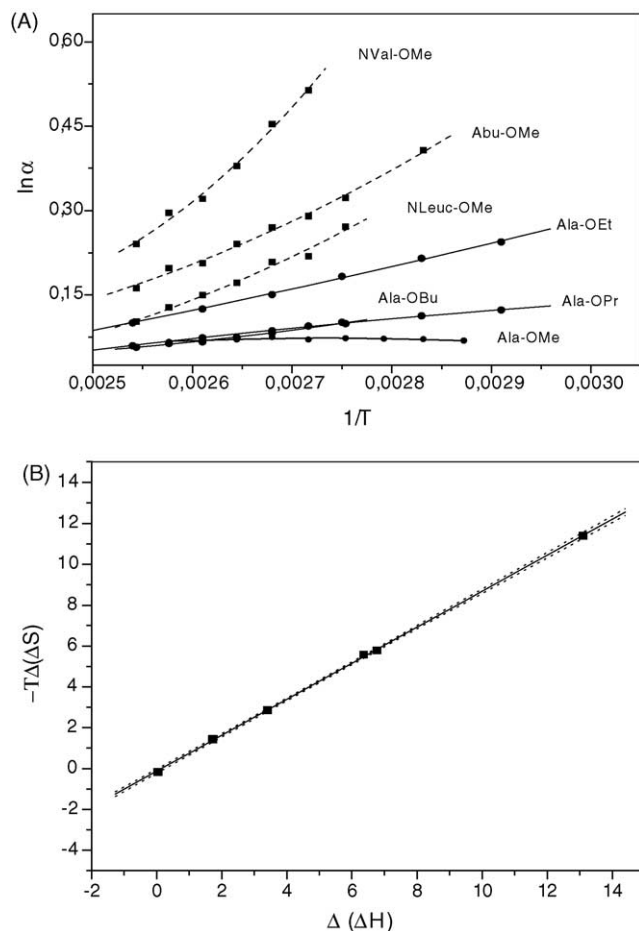 (A)
0,60
NVal-OMe
0,45
Abu-OMe
ln α
0,30
NLeuc-OMe
Ala-OEt
0,15
Ala-OBu
Ala-OPr
Ala-OMe
0,0025 0,0026 0,0027 0,0028 0,0029 0,0030
1/T
(B)
14
12
10
8
6
4
2
0
-2
-4
−TΔ(ΔS)
-2 0 2 4 6 8 10 12 14
Δ (ΔH)